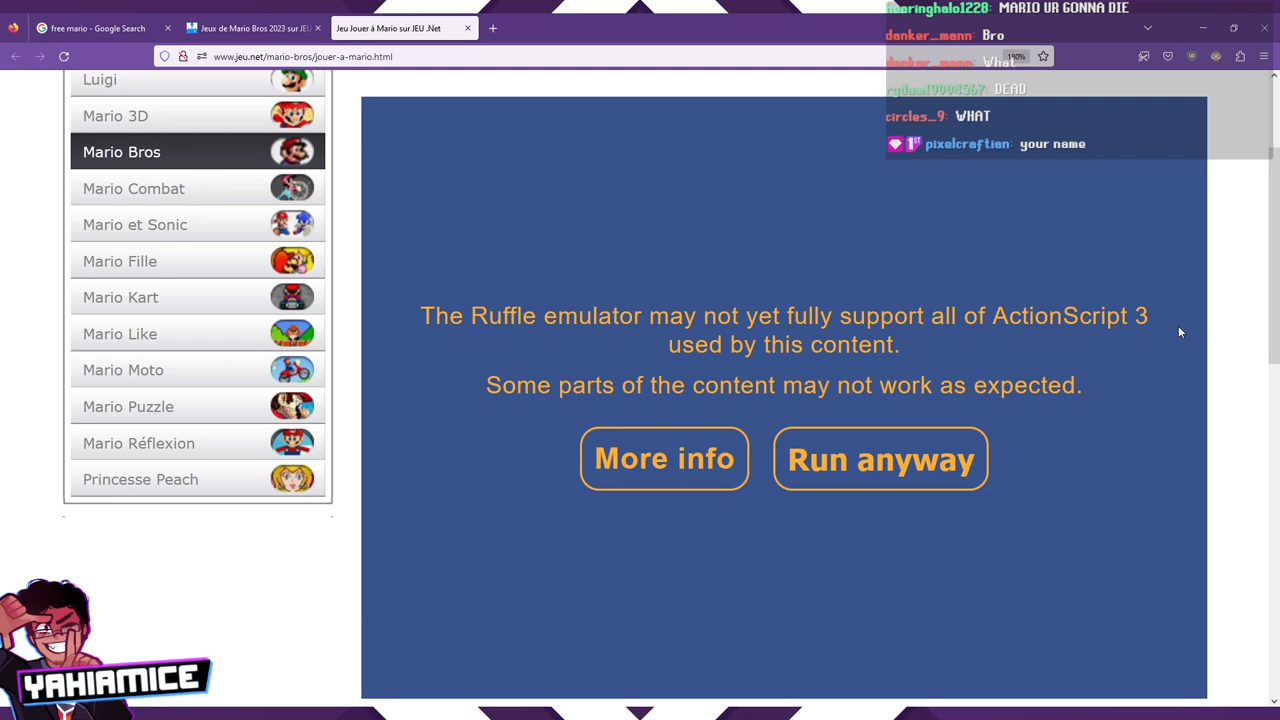 free mario - Google Search
Jeux de Mario Bros 2023 sur JEU
Jeu Jouer à Mario sur JEU .Net
www.jeu.net/mario-bros/jouer-a-mario.html
190%
MARIO UR GONNA DIE
danker_mann: Bro
danker_mann: What
DEAD
circles_9: WHAT
1ST pixelcraftian: your name
Luigi
Mario 3D
Mario Bros
Mario Combat
Mario et Sonic
Mario Fille
Mario Kart
Mario Like
Mario Moto
Mario Puzzle
Mario Réflexion
Princesse Peach
The Ruffle emulator may not yet fully support all of ActionScript 3
used by this content.
Some parts of the content may not work as expected.
More info
Run anyway
YAHIAMICE